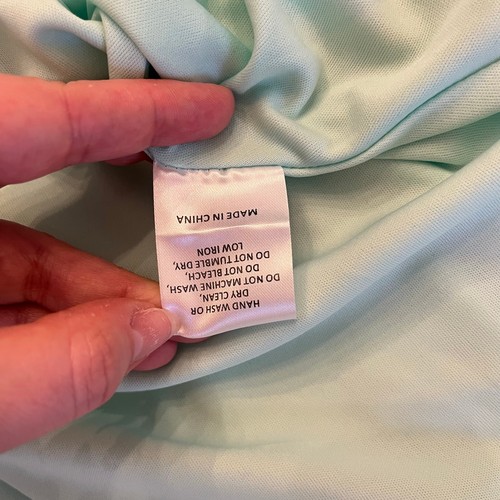 HAND WASH OR
DRY CLEAN,
DO NOT MACHINE WASH,
DO NOT BLEACH,
DO NOT TUMBLE DRY,
LOW IRON
MADE IN CHINA